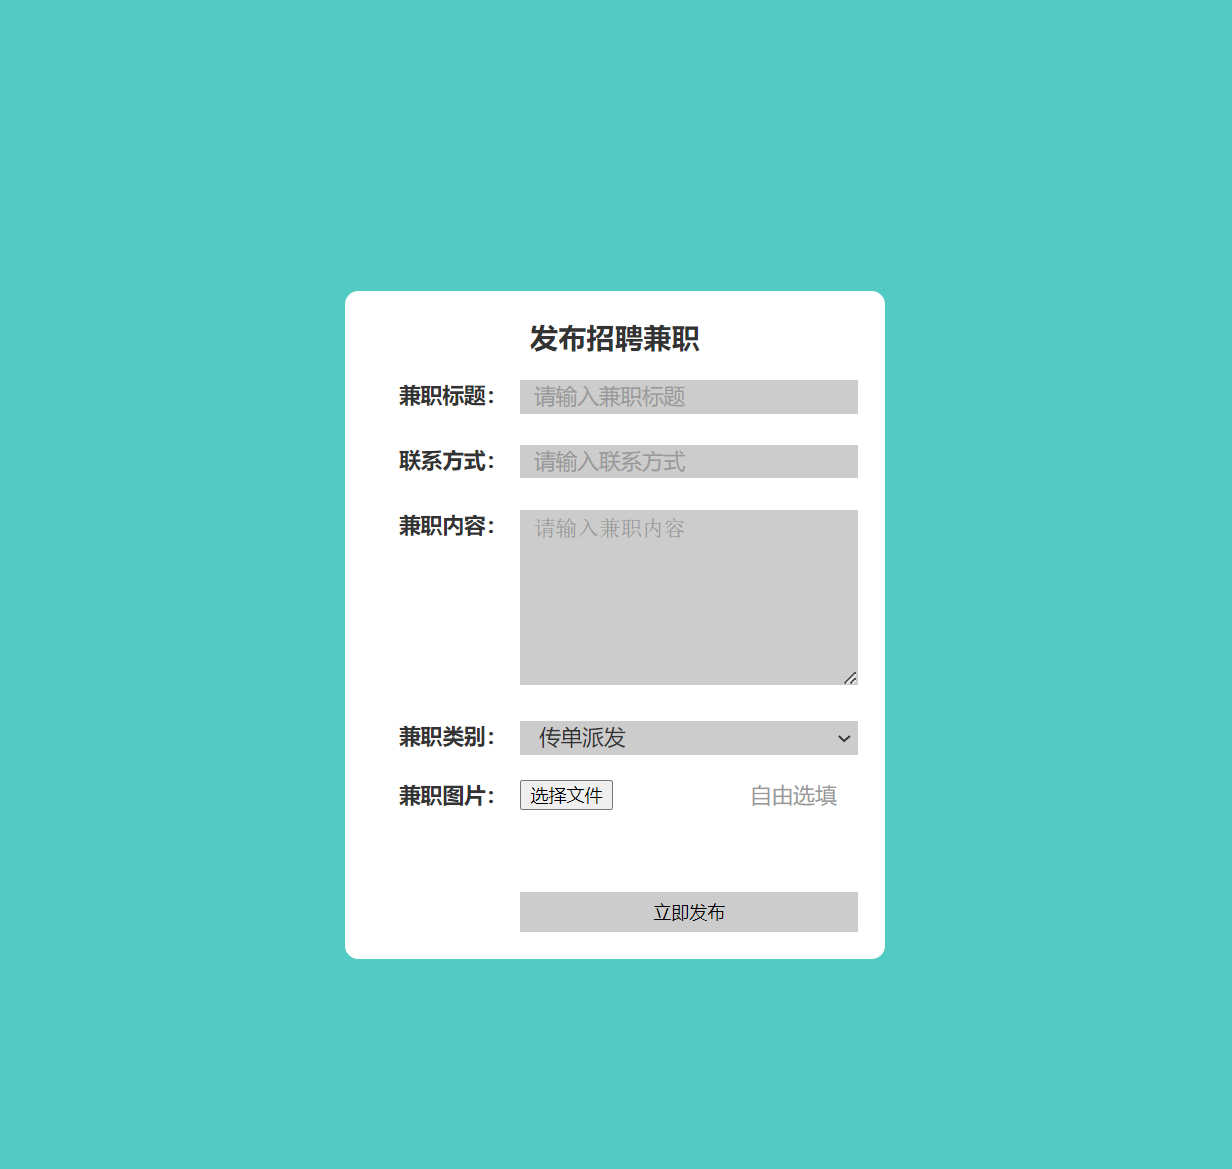 发布招聘兼职
兼职标题： 请输入兼职标题
联系方式： 请输入联系方式
兼职内容： 请输入兼职内容
兼职类别： 传单派发
兼职图片： 选择文件 自由选填
立即发布